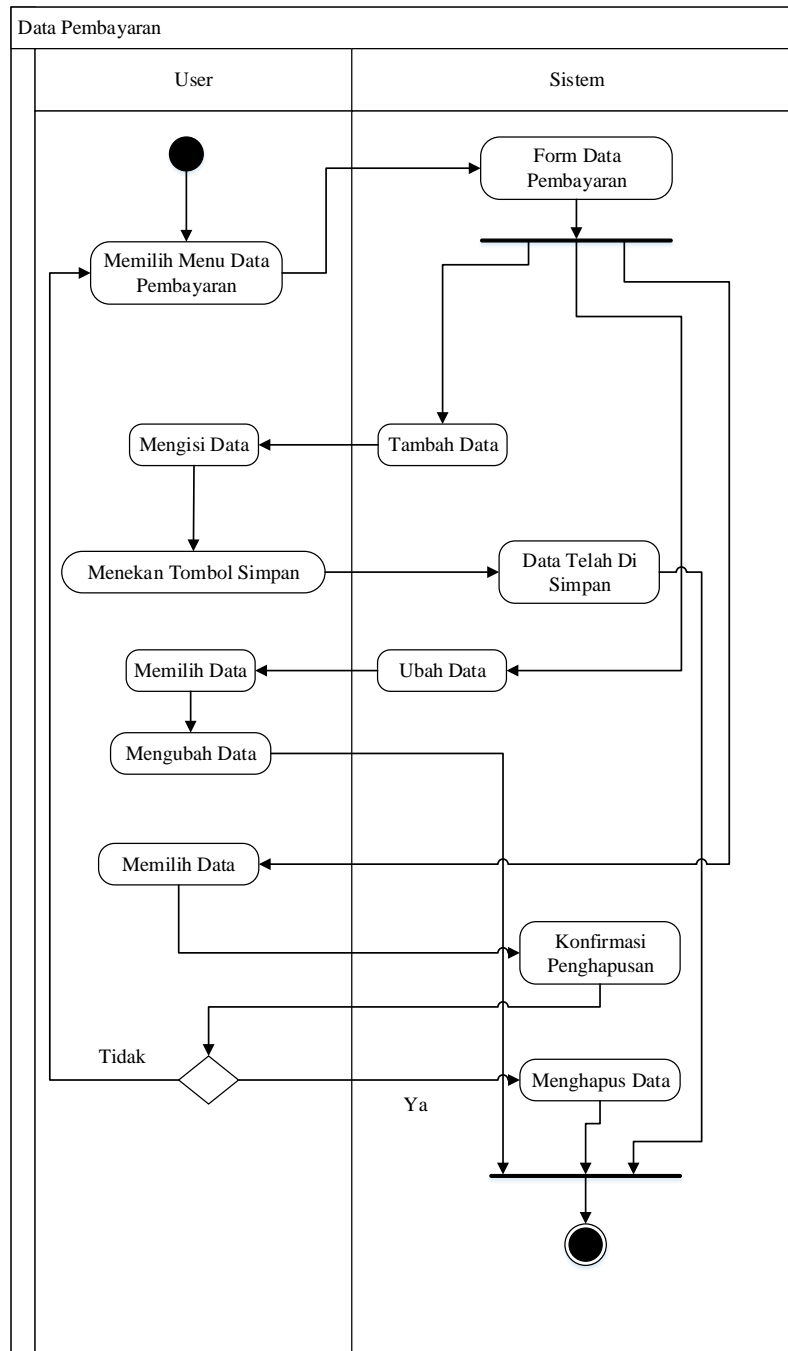 Data Pembayaran
User
Sistem
Form Data
Pembayaran
Memilih Menu Data
Pembayaran
Mengisi Data
Tambah Data
Menekan Tombol Simpan
Data Telah Di
Simpan
Memilih Data
Ubah Data
Mengubah Data
Memilih Data
Konfirmasi
Penghapusan
Tidak
Menghapus Data
Ya